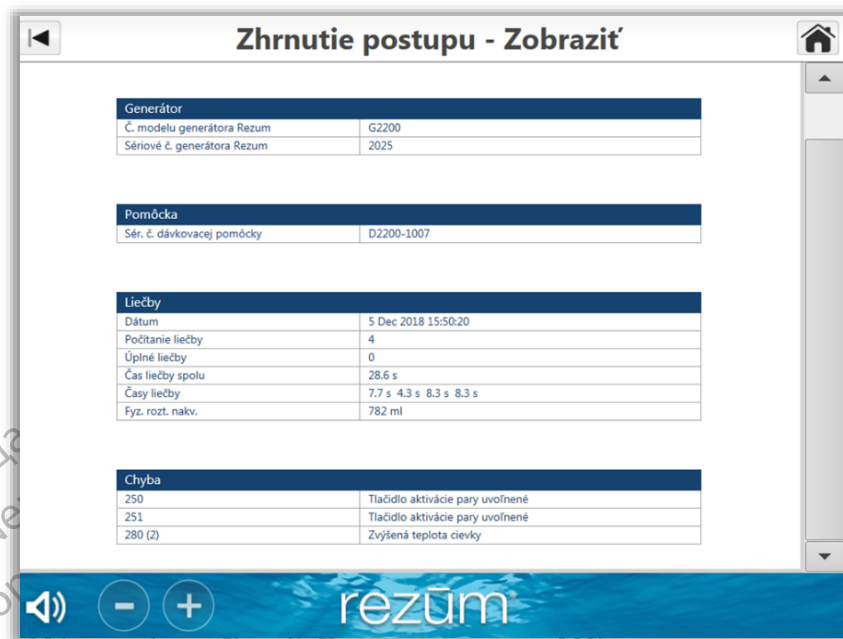 Zhrnutie postupu - Zobraziť
Generátor
Č. modelu generátora Rezum G2200
Sériové č. generátora Rezum 2025
Pomôcka
Sér. č. dávkovacej pomôcky D2200-1007
Liečby
Dátum 5 Dec 2018 15:50:20
Počítanie liečby 4
Úplné liečby 0
Čas liečby spolu 28.6 s
Časy liečby 7.7 s 4.3 s 8.3 s 8.3 s
Fyz. rozt. nakv. 782 ml
Chyba
250 Tlačidlo aktivácie pary uvoľnené
251 Tlačidlo aktivácie pary uvoľnené
280 (2) Zvýšená teplota cievky
rezūm